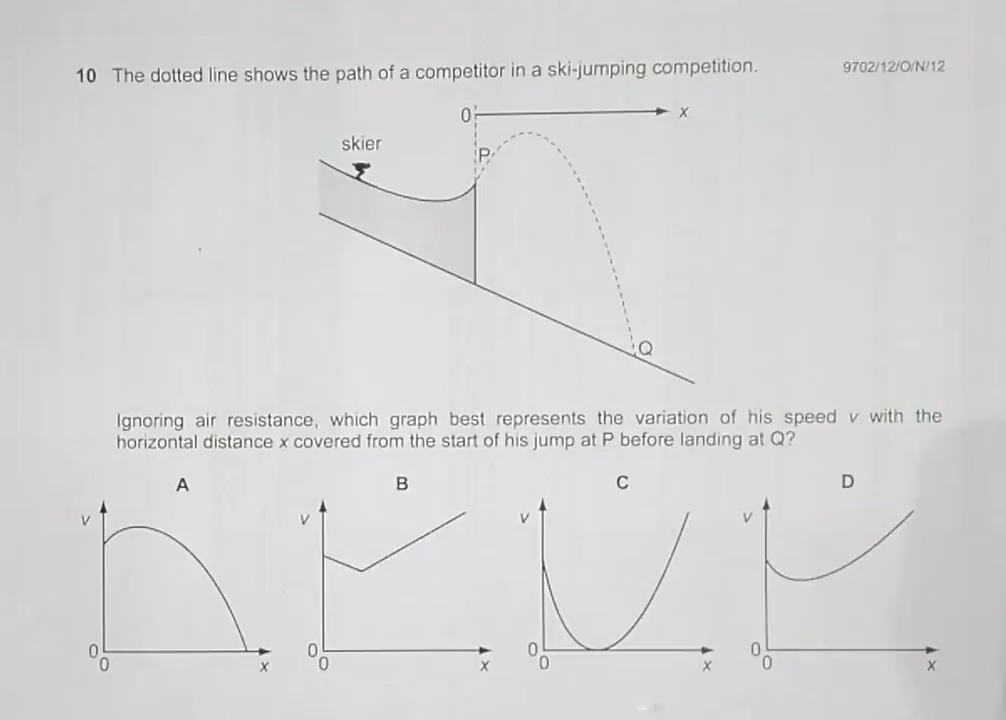 10 The dotted line shows the path of a competitor in a ski-jumping competition. 9702/12/O/N/12
0 x
skier
P
Q
Ignoring air resistance, which graph best represents the variation of his speed v with the
horizontal distance x covered from the start of his jump at P before landing at Q?
A B C D
v v v v
0 0 0 0
0 x 0 x 0 x 0 x